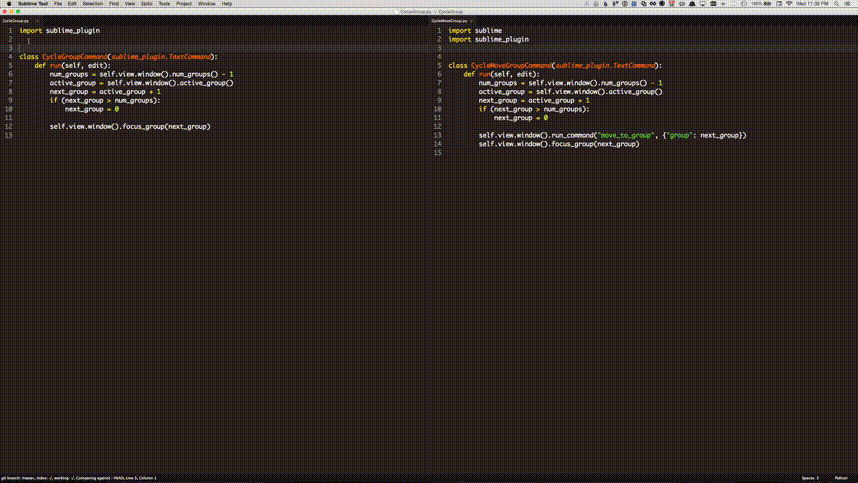 Sublime Text File Edit Selection Find View Goto Tools Project Window Help
100% Wed 11:39 PM
CycleGroup.py — CycleGroup
CycleGroup.py
1 import sublime_plugin
2
3
4 class CycleGroupCommand(sublime_plugin.TextCommand):
5 def run(self, edit):
6 num_groups = self.view.window().num_groups() - 1
7 active_group = self.view.window().active_group()
8 next_group = active_group + 1
9 if (next_group > num_groups):
10 next_group = 0
11
12 self.view.window().focus_group(next_group)
13
CycleMoveGroup.py
1 import sublime
2 import sublime_plugin
3
4
5 class CycleMoveGroupCommand(sublime_plugin.TextCommand):
6 def run(self, edit):
7 num_groups = self.view.window().num_groups() - 1
8 active_group = self.view.window().active_group()
9 next_group = active_group + 1
10 if (next_group > num_groups):
11 next_group = 0
12
13 self.view.window().run_command("move_to_group", {"group": next_group})
14 self.view.window().focus_group(next_group)
15
git branch: master, index: ✓, working: ✓, Comparing against : HEAD, Line 3, Column 1
Spaces: 2 Python